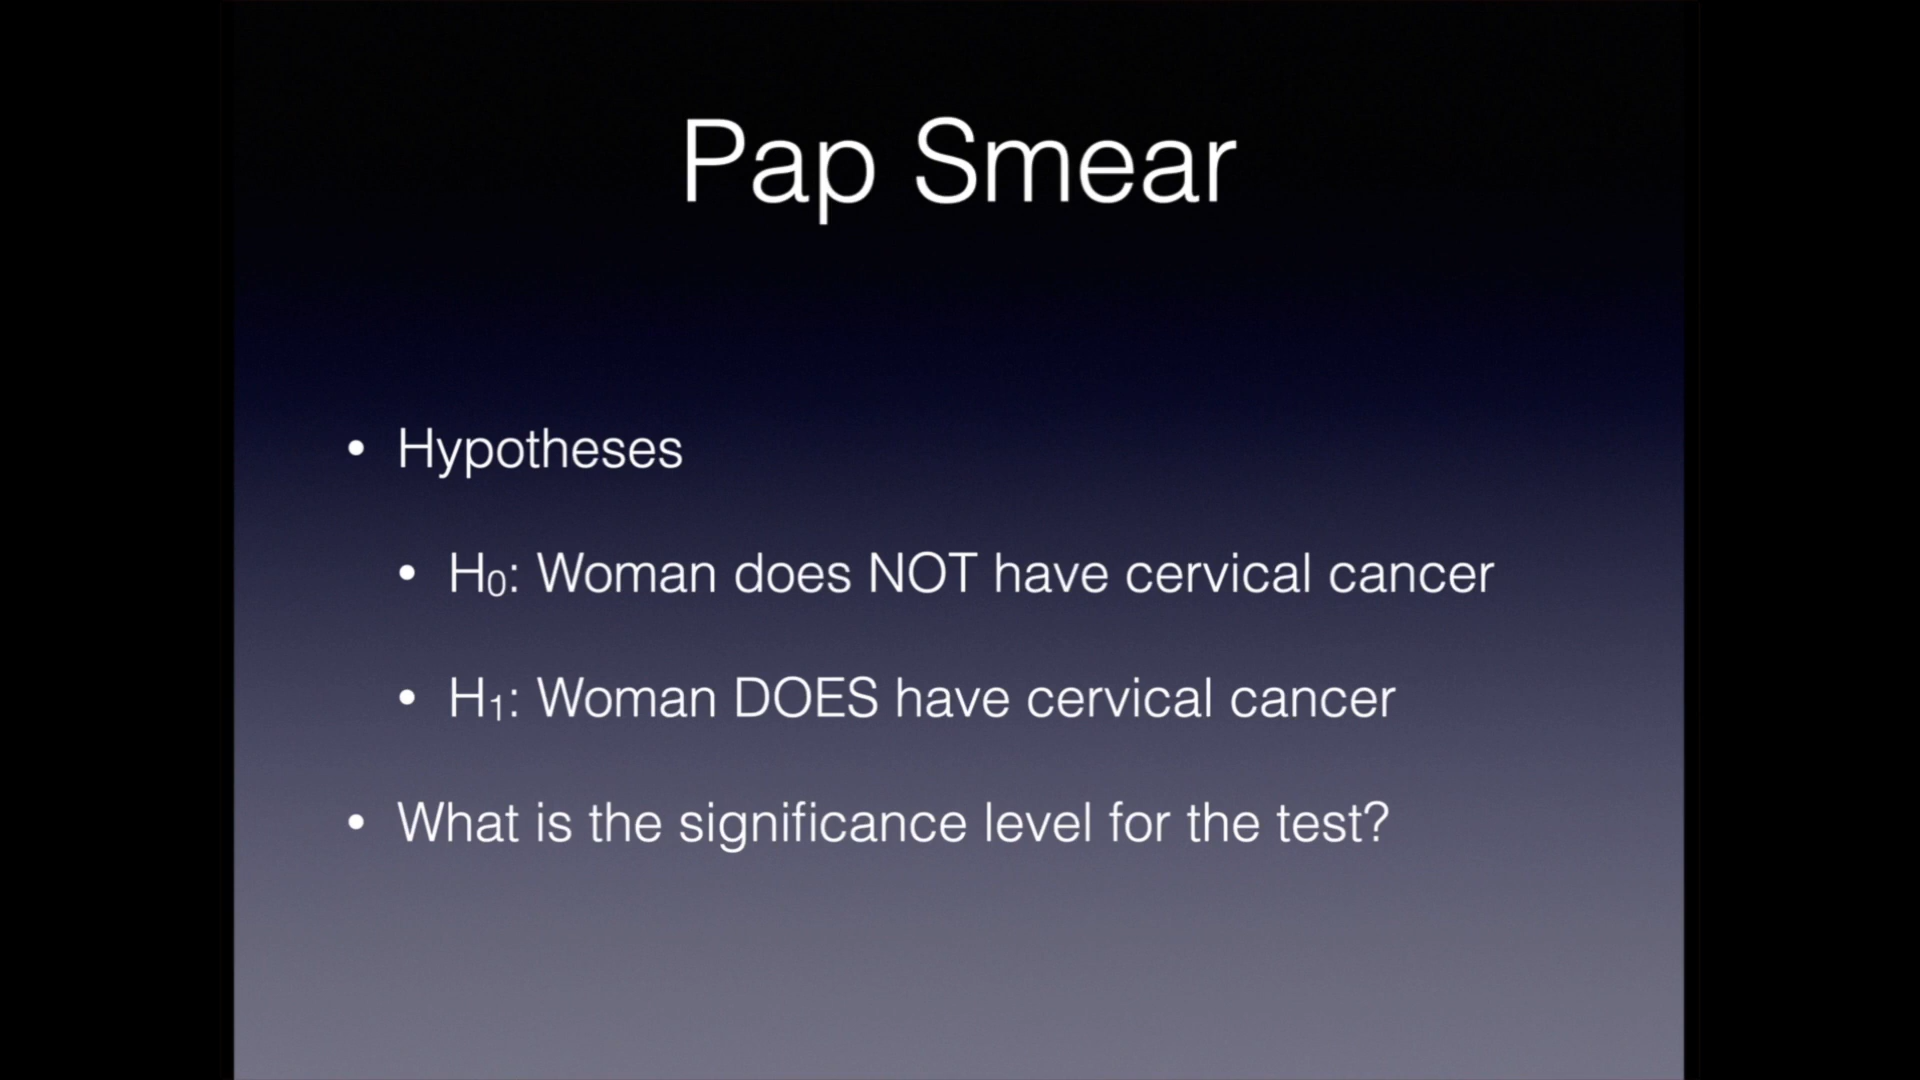 Pap Smear
• Hypotheses
• H₀: Woman does NOT have cervical cancer
• H₁: Woman DOES have cervical cancer
• What is the significance level for the test?